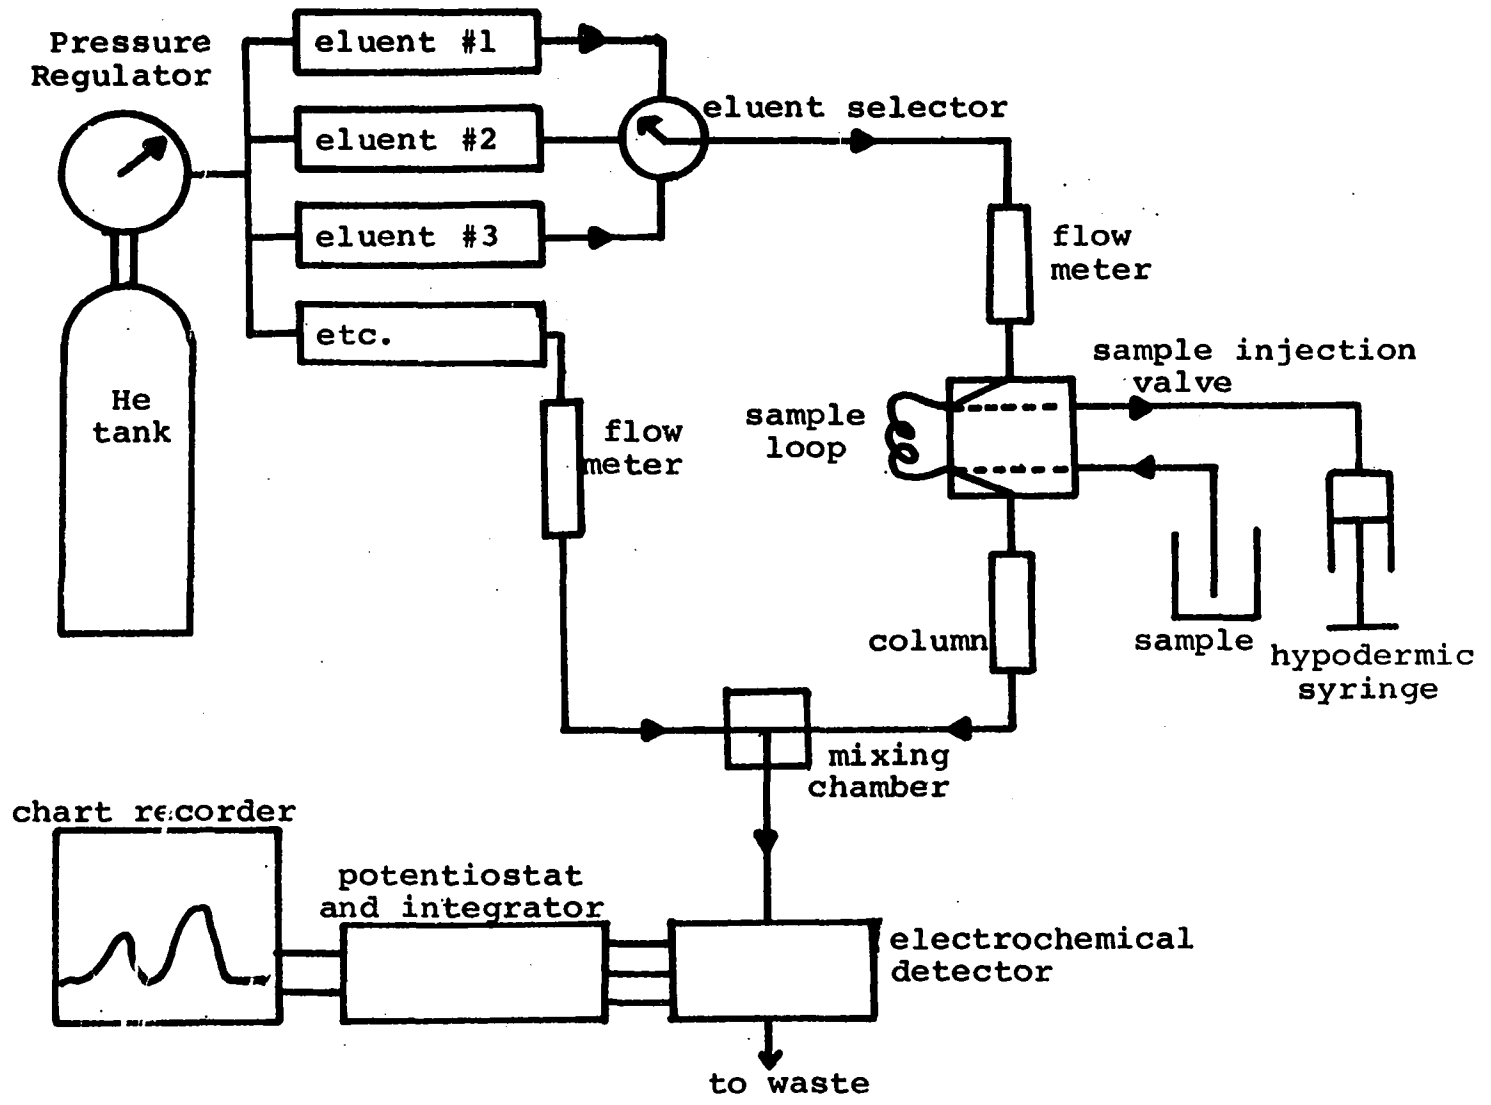 Pressure
Regulator
eluent #1
eluent #2
eluent #3
etc.
eluent selector
flow
meter
He
tank
flow
meter
sample injection
valve
sample
loop
column
sample
hypodermic
syringe
mixing
chamber
chart recorder
potentiostat
and integrator
electrochemical
detector
to waste